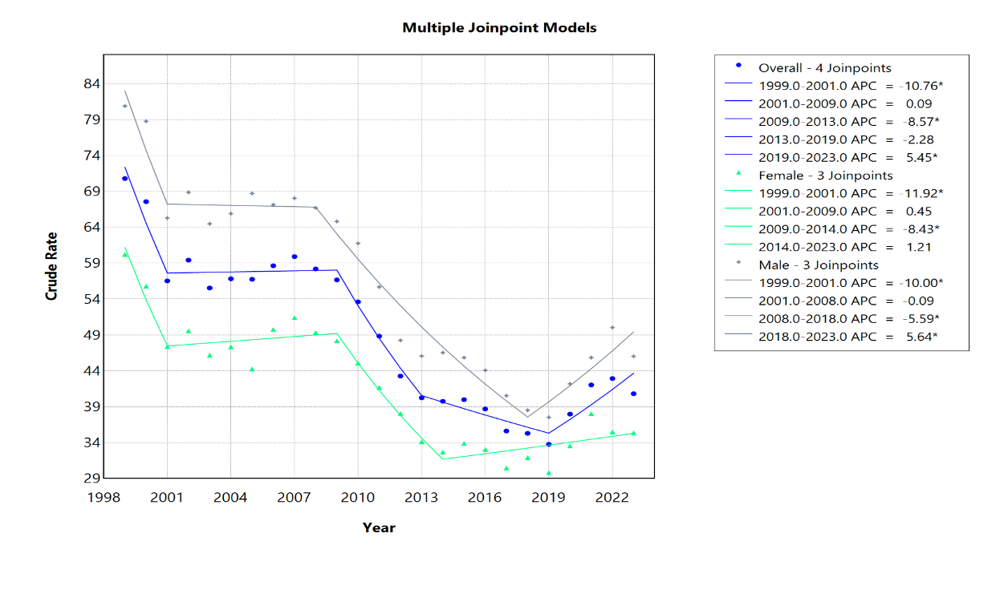 Multiple Joinpoint Models
Crude Rate
84
79
74
69
64
59
54
49
44
39
34
29
1998 2001 2004 2007 2010 2013 2016 2019 2022
Year
Overall - 4 Joinpoints
1999.0-2001.0 APC = -10.76*
2001.0-2009.0 APC = 0.09
2009.0-2013.0 APC = -8.57*
2013.0-2019.0 APC = -2.28
2019.0-2023.0 APC = 5.45*
Female - 3 Joinpoints
1999.0-2001.0 APC = -11.92*
2001.0-2009.0 APC = 0.45
2009.0-2014.0 APC = -8.43*
2014.0-2023.0 APC = 1.21
Male - 3 Joinpoints
1999.0-2001.0 APC = -10.00*
2001.0-2008.0 APC = -0.09
2008.0-2018.0 APC = -5.59*
2018.0-2023.0 APC = 5.64*